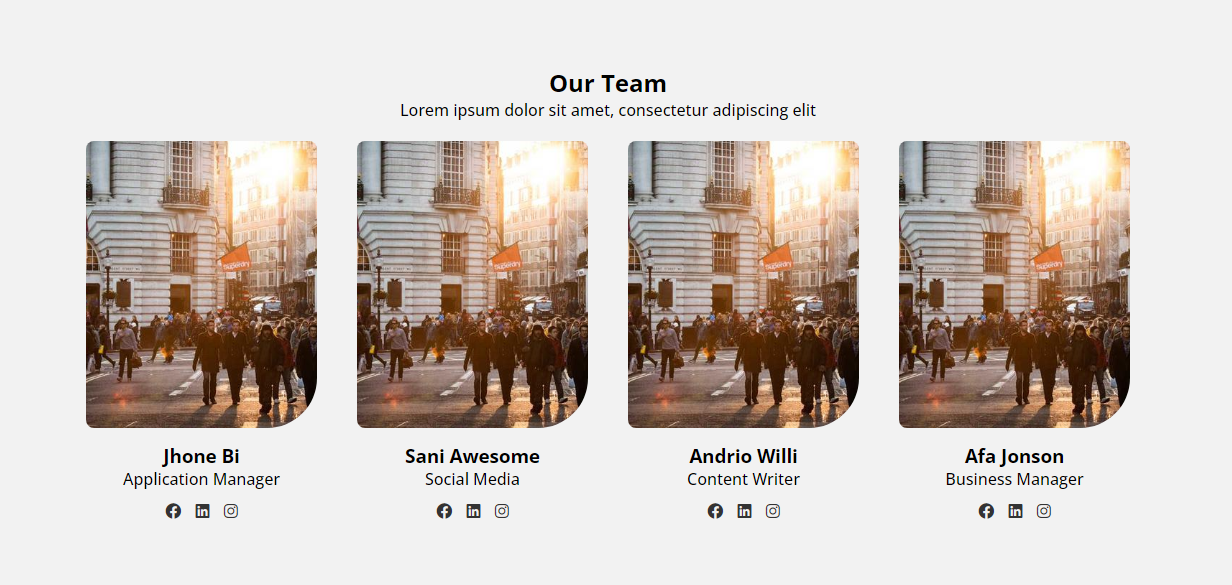 Our Team
Lorem ipsum dolor sit amet, consectetur adipiscing elit
Jhone Bi
Application Manager
Sani Awesome
Social Media
Andrio Willi
Content Writer
Afa Jonson
Business Manager